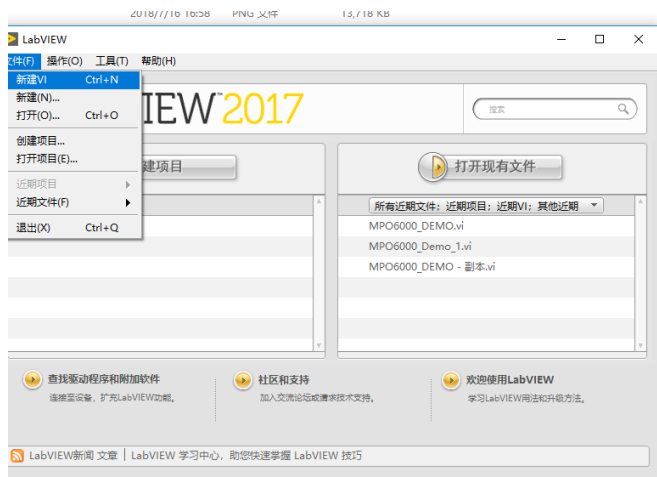 2018/7/16 16:58 PNG 文件 13,718 KB
LabVIEW
文件(F) 操作(O) 工具(T) 帮助(H)
新建VI Ctrl+N
新建(N)...
打开(O)... Ctrl+O
创建项目...
打开项目(E)...
近期项目
近期文件(F)
退出(X) Ctrl+Q
IEW 2017
搜索
建项目
打开现有文件
所有近期文件；近期项目；近期VI；其他近期
MPO6000_DEMO.vi
MPO6000_Demo_1.vi
MPO6000_DEMO - 副本.vi
查找驱动程序和附加软件
连接至设备，扩充LabVIEW功能。
社区和支持
加入交流论坛或请求技术支持。
欢迎使用LabVIEW
学习LabVIEW用法和升级方法。
LabVIEW新闻 文章 | LabVIEW 学习中心，助您快速掌握 LabVIEW 技巧